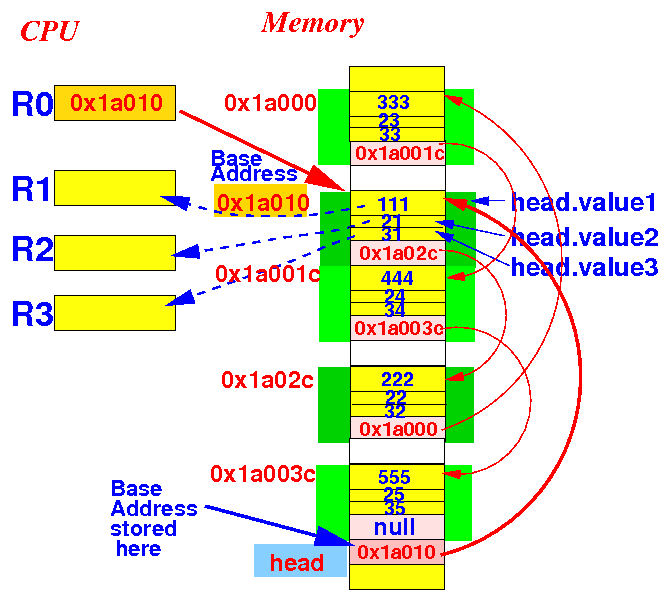 CPU
Memory
R0
0x1a010
0x1a000
333
23
33
0x1a001c
Base
Address
0x1a010
R1
111
head.value1
21
head.value2
31
head.value3
R2
0x1a02c
0x1a001c
444
24
34
R3
0x1a003c
0x1a02c
222
22
32
0x1a000
0x1a003c
555
25
35
null
Base
Address
stored
here
head
0x1a010